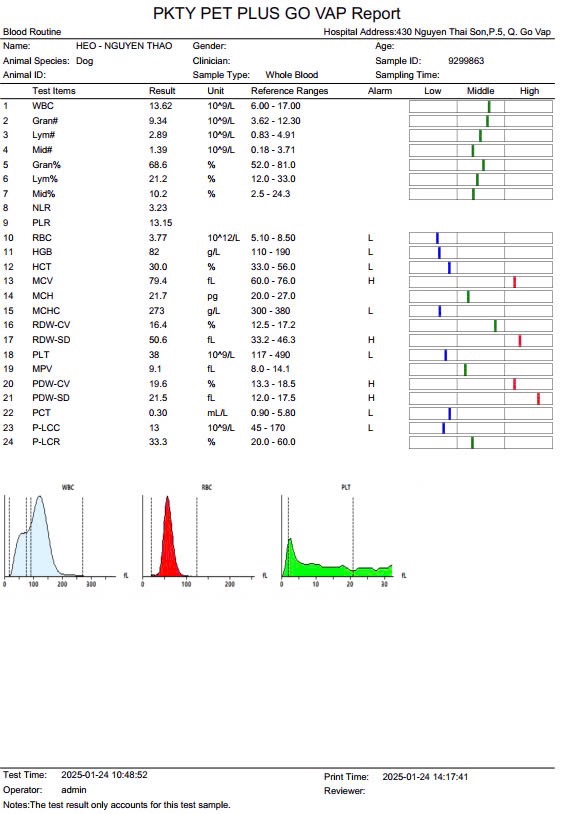 PKTY PET PLUS GO VAP Report
Blood Routine Hospital Address:430 Nguyen Thai Son,P.5, Q. Go Vap
Name: HEO - NGUYEN THAO Gender: Age:
Animal Species: Dog Clinician: Sample ID: 9299863
Animal ID: Sample Type: Whole Blood Sampling Time:
Test Items Result Unit Reference Ranges Alarm Low Middle High
1 WBC 13.62 10^9/L 6.00 - 17.00
2 Gran# 9.34 10^9/L 3.62 - 12.30
3 Lym# 2.89 10^9/L 0.83 - 4.91
4 Mid# 1.39 10^9/L 0.18 - 3.71
5 Gran% 68.6 % 52.0 - 81.0
6 Lym% 21.2 % 12.0 - 33.0
7 Mid% 10.2 % 2.5 - 24.3
8 NLR 3.23
9 PLR 13.15
10 RBC 3.77 10^12/L 5.10 - 8.50 L
11 HGB 82 g/L 110 - 190 L
12 HCT 30.0 % 33.0 - 56.0 L
13 MCV 79.4 fL 60.0 - 76.0 H
14 MCH 21.7 pg 20.0 - 27.0
15 MCHC 273 g/L 300 - 380 L
16 RDW-CV 16.4 % 12.5 - 17.2
17 RDW-SD 50.6 fL 33.2 - 46.3 H
18 PLT 38 10^9/L 117 - 490 L
19 MPV 9.1 fL 8.0 - 14.1
20 PDW-CV 19.6 % 13.3 - 18.5 H
21 PDW-SD 21.5 fL 12.0 - 17.5 H
22 PCT 0.30 mL/L 0.90 - 5.80 L
23 P-LCC 13 10^9/L 45 - 170 L
24 P-LCR 33.3 % 20.0 - 60.0
WBC RBC PLT
0 100 200 300 fL 0 100 200 fL 0 10 20 30 fL
Test Time: 2025-01-24 10:48:52 Print Time: 2025-01-24 14:17:41
Operator: admin Reviewer:
Notes:The test result only accounts for this test sample.